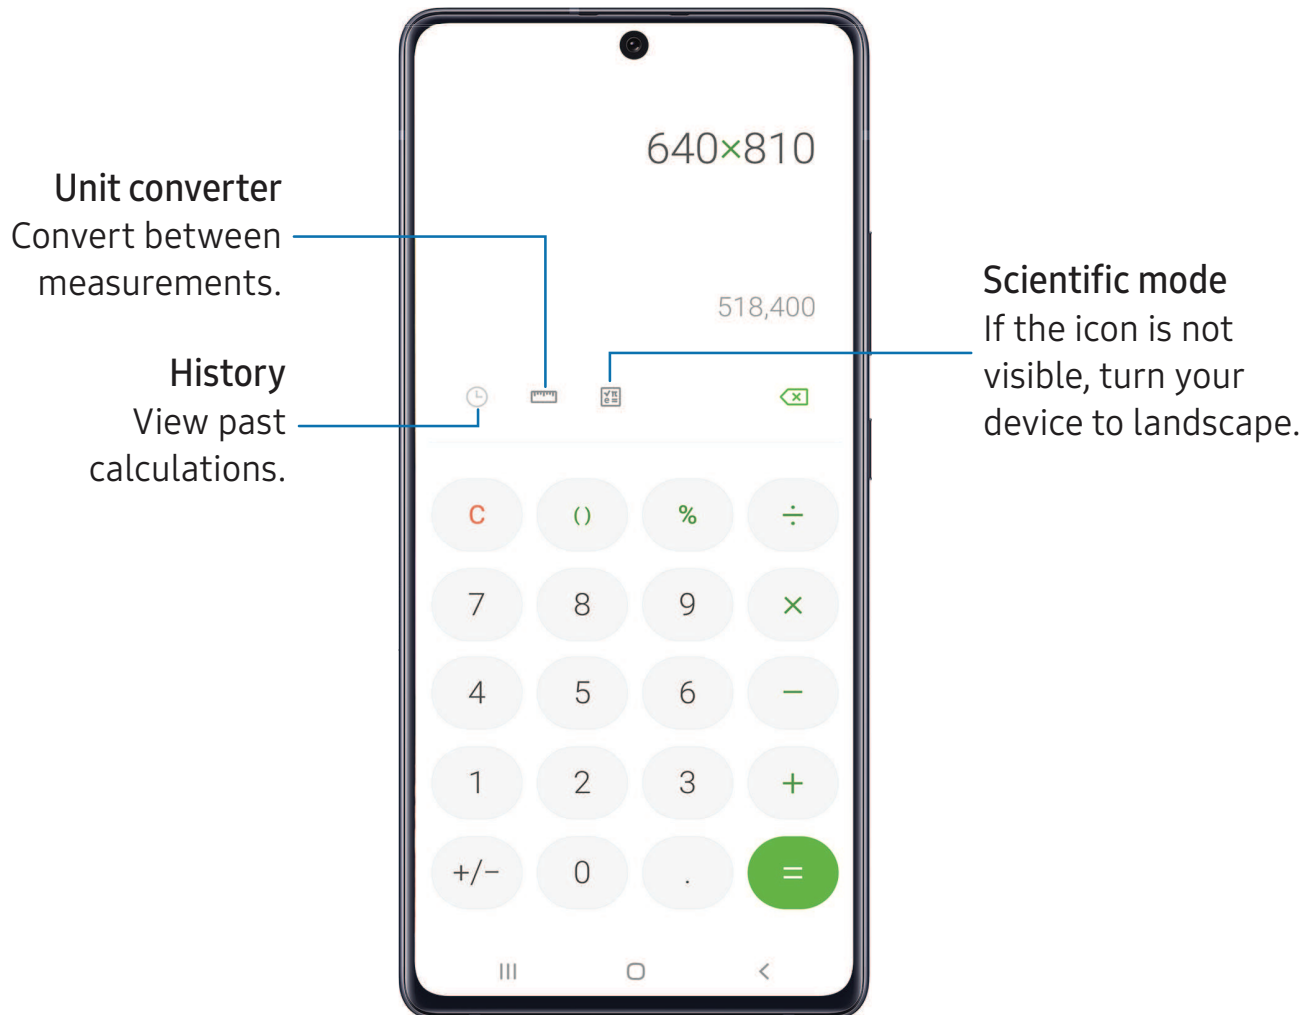 640×810
Unit converter
Convert between
measurements.
518,400
Scientific mode
If the icon is not
visible, turn your
device to landscape.
History
View past
calculations.
√ π
e =
C
( )
%
÷
7
8
9
×
4
5
6
−
1
2
3
+
+/−
0
.
=